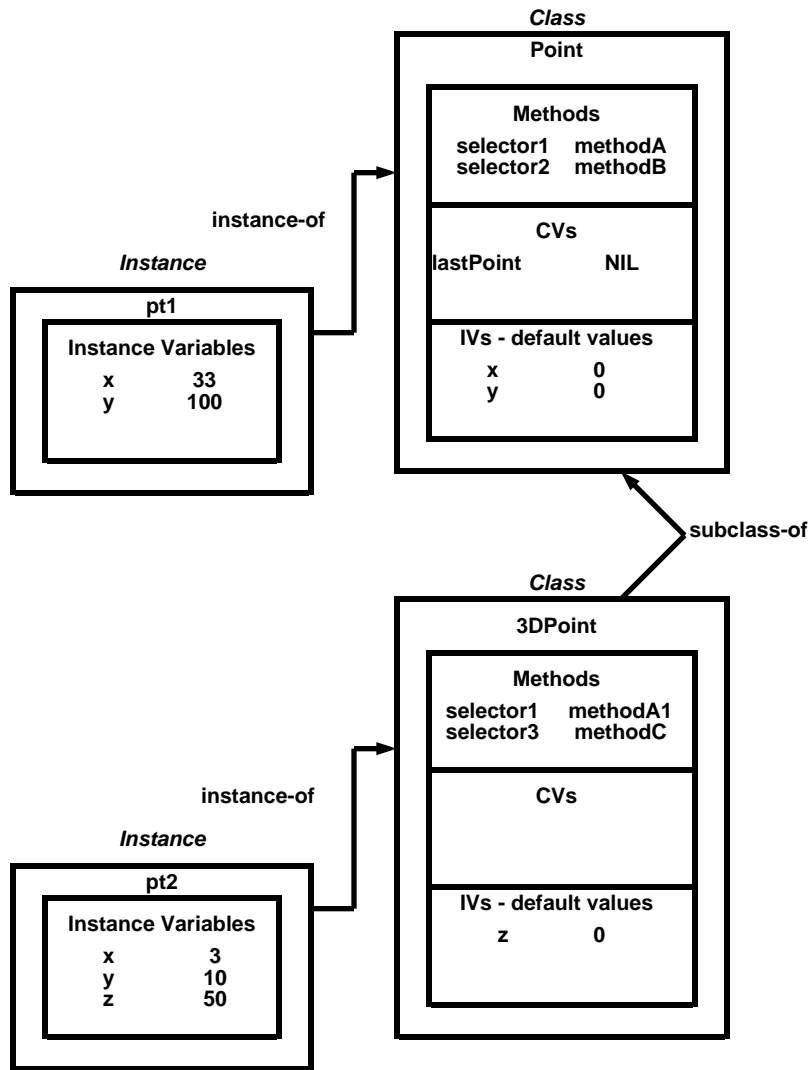 Class
Point
Methods
selector1 methodA
selector2 methodB
instance-of
CVs
lastPoint NIL
Instance
pt1
Instance Variables
x 33
y 100
IVs - default values
x 0
y 0
subclass-of
Class
3DPoint
Methods
selector1 methodA1
selector3 methodC
instance-of
CVs
Instance
pt2
Instance Variables
x 3
y 10
z 50
IVs - default values
z 0